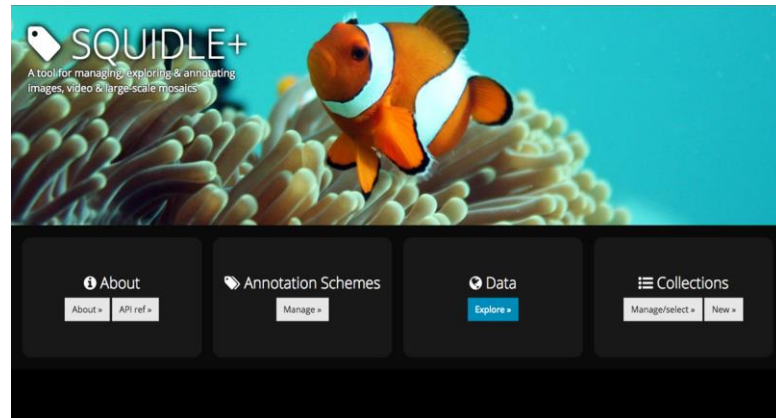 SQUIDLE+
A tool for managing, exploring & annotating
images, video & large-scale mosaics
About
About »
API ref »
Annotation Schemes
Manage »
Data
Explore »
Collections
Manage/select »
New »